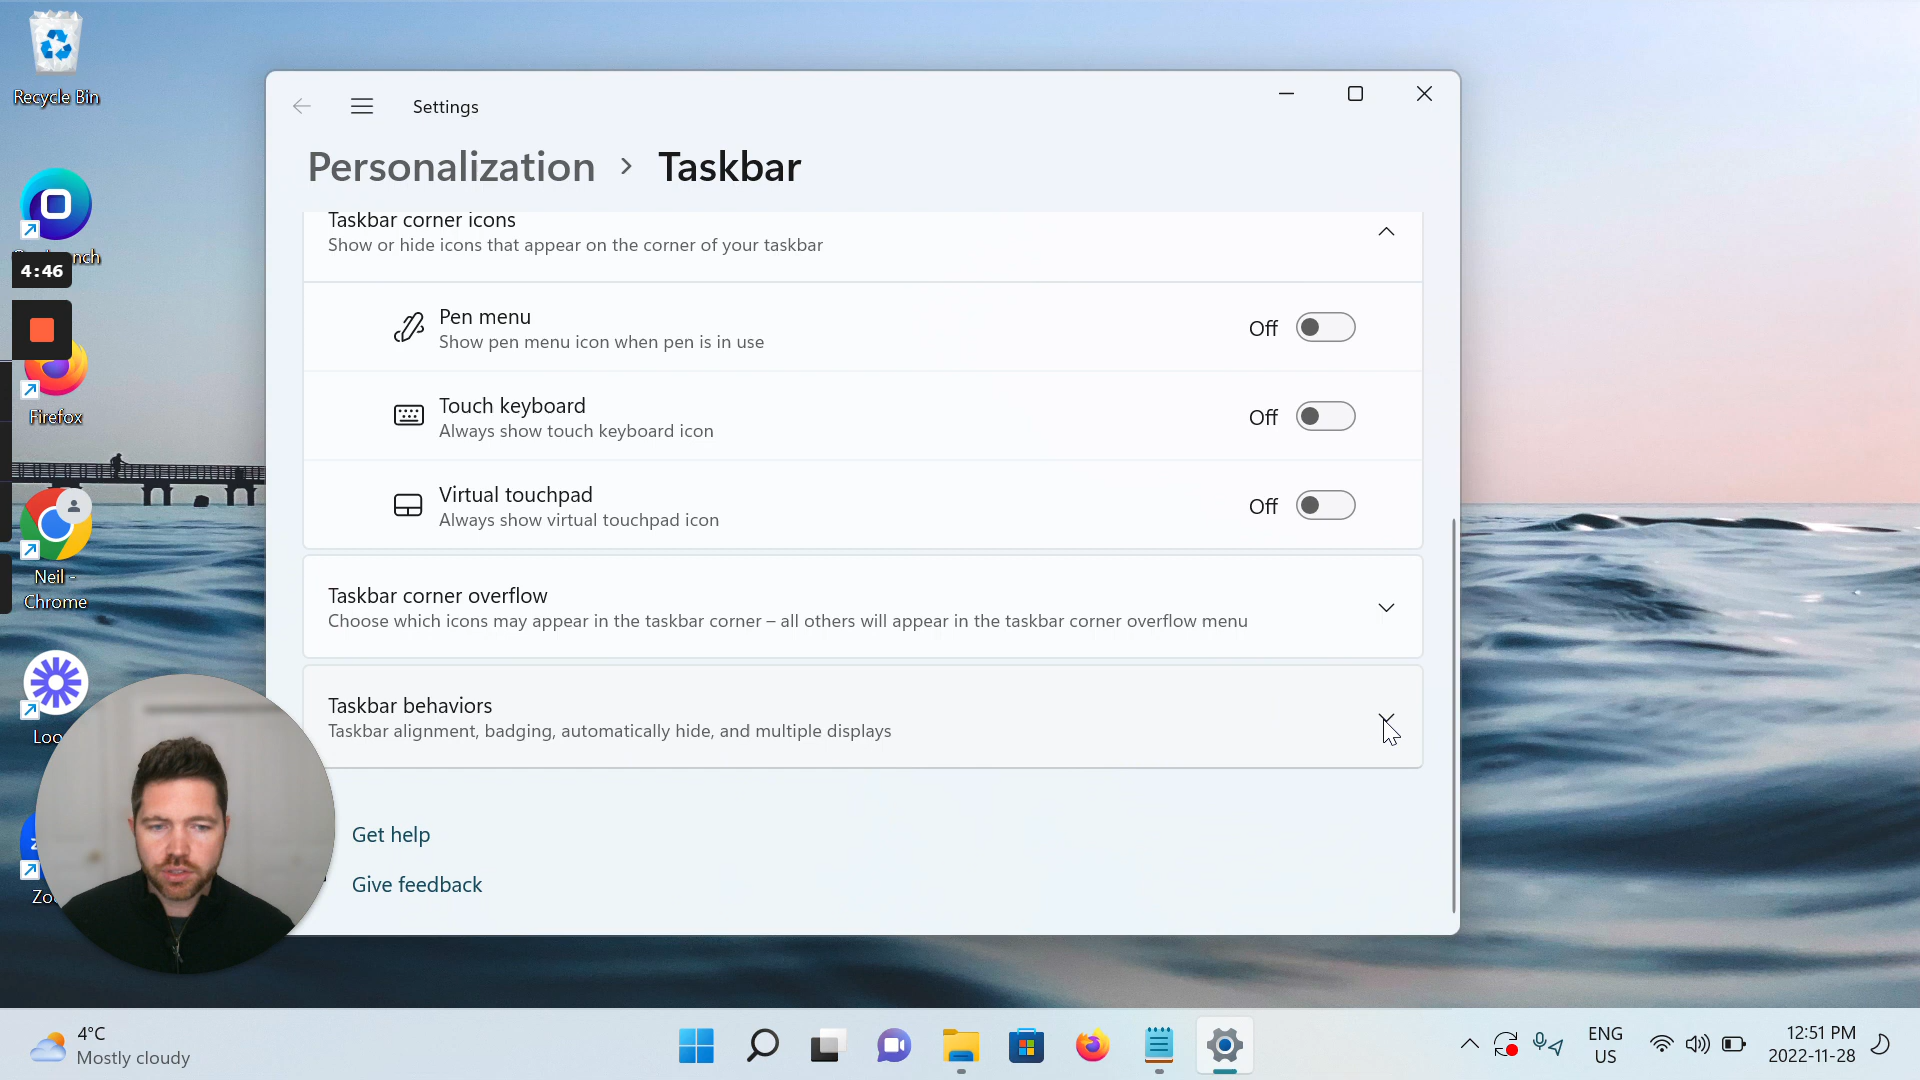 Recycle Bin
nch
4:46
Firefox
Neil -
Chrome
Loo
Zo
Settings
Personalization > Taskbar
Taskbar corner icons
Show or hide icons that appear on the corner of your taskbar
Pen menu
Show pen menu icon when pen is in use
Off
Touch keyboard
Always show touch keyboard icon
Off
Virtual touchpad
Always show virtual touchpad icon
Off
Taskbar corner overflow
Choose which icons may appear in the taskbar corner – all others will appear in the taskbar corner overflow menu
Taskbar behaviors
Taskbar alignment, badging, automatically hide, and multiple displays
Get help
Give feedback
4°C
Mostly cloudy
ENG
US
12:51 PM
2022-11-28